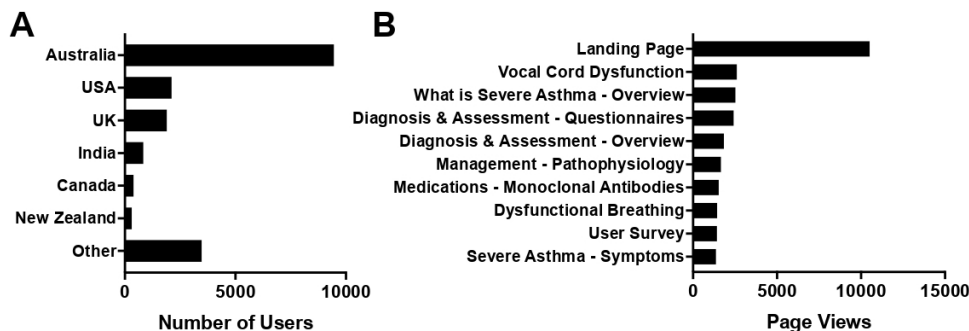 A
Australia
USA
UK
India
Canada
New Zealand
Other
0 5000 10000
Number of Users
B
Landing Page
Vocal Cord Dysfunction
What is Severe Asthma - Overview
Diagnosis & Assessment - Questionnaires
Diagnosis & Assessment - Overview
Management - Pathophysiology
Medications - Monoclonal Antibodies
Dysfunctional Breathing
User Survey
Severe Asthma - Symptoms
0 5000 10000 15000
Page Views